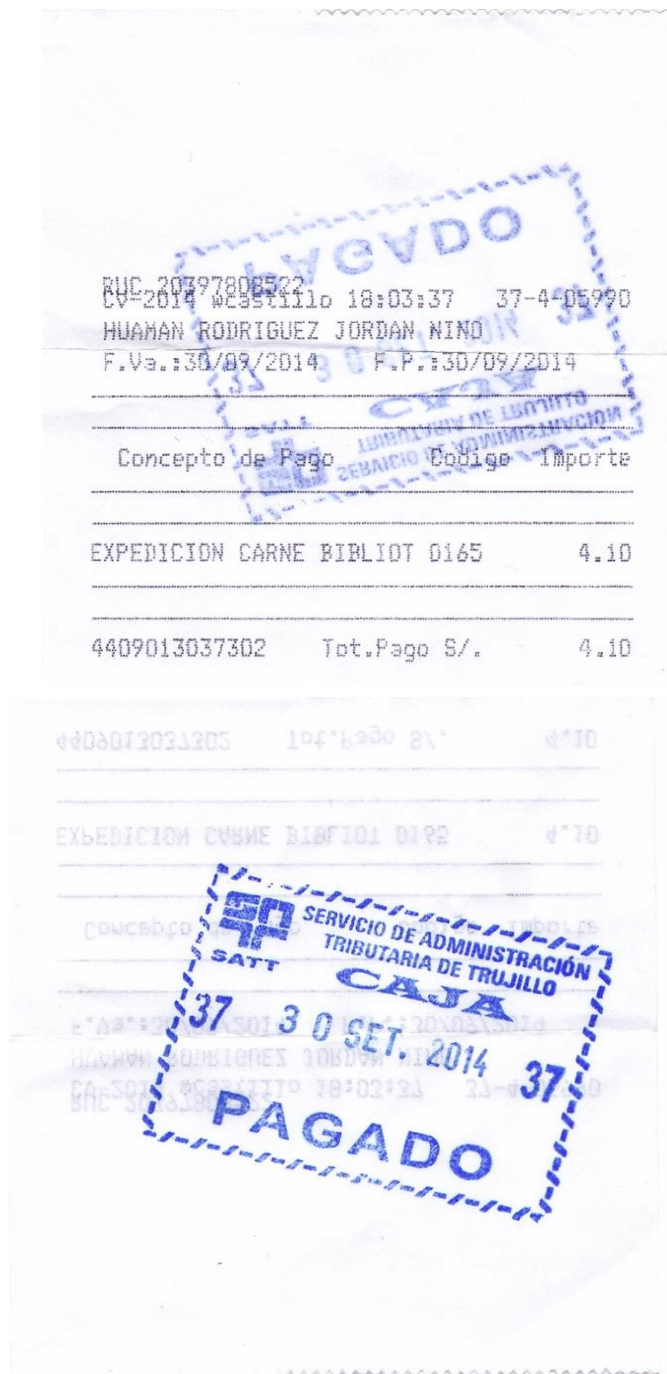 RUC 20397808522
CV-2014 wcastillo 18:03:37 37-4-05990
HUAMAN RODRIGUEZ JORDAN NINO
F.Va.:30/09/2014 F.P.:30/09/2014
Concepto de Pago Codigo Importe
EXPEDICION CARNE BIBLIOT 0165 4.10
4409013037302 Tot.Pago S/. 4.10
SERVICIO DE ADMINISTRACIÓN
TRIBUTARIA DE TRUJILLO
SATT
CAJA
37 30 SET. 2014 37
PAGADO